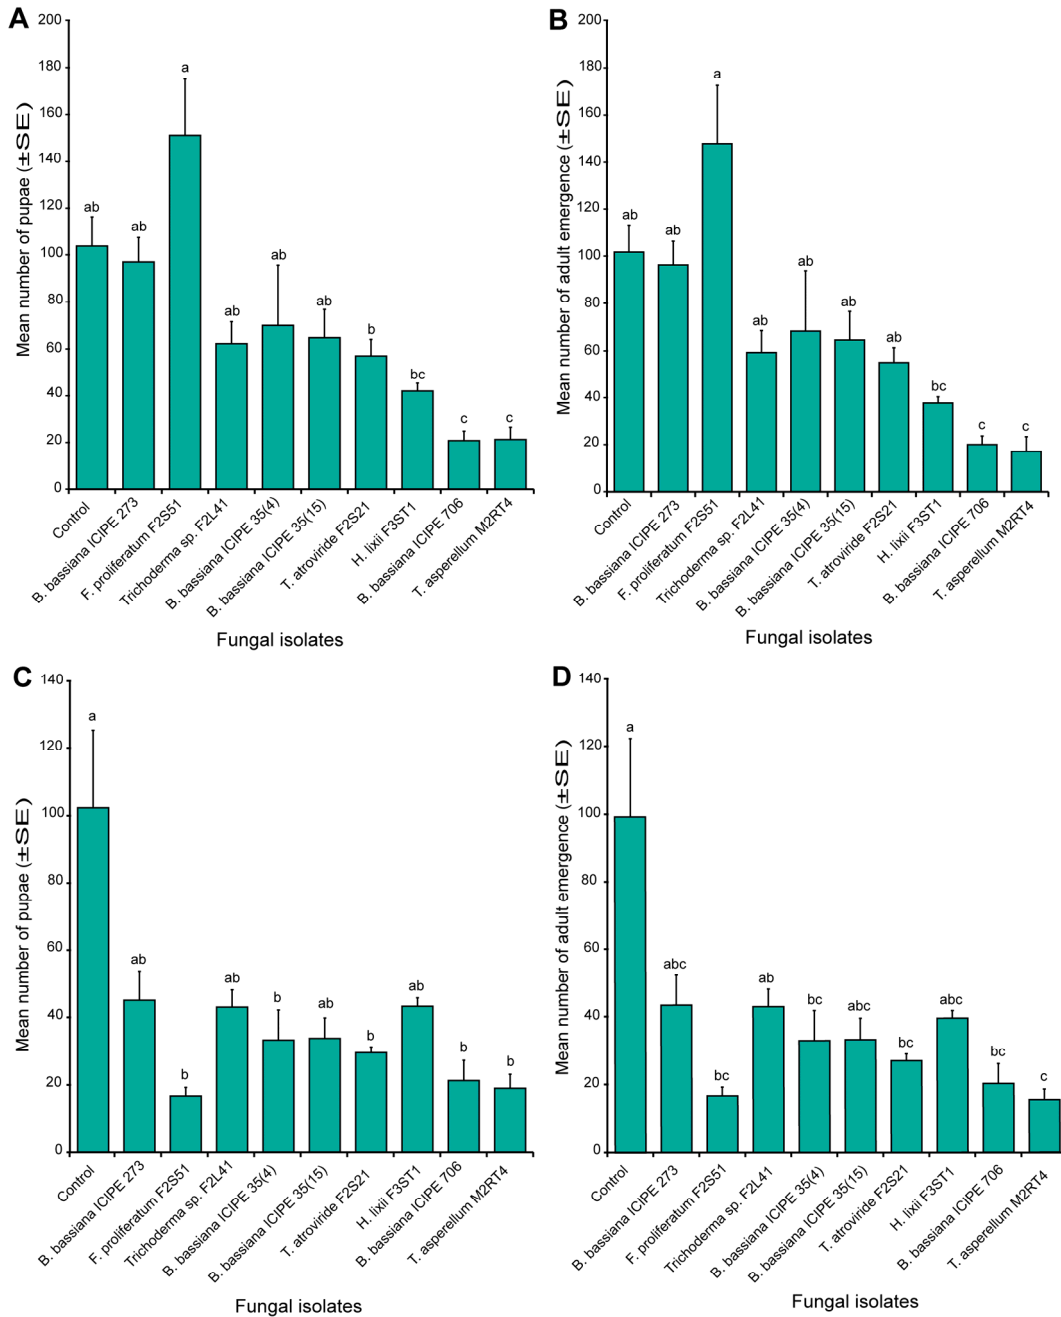 A
Mean number of pupae (±SE)
200
180
160
140
120
100
80
60
40
20
0
ab
ab
a
ab
ab
ab
b
bc
c
c
Control
B. bassiana ICIPE 273
F. proliferatum F2S51
Trichoderma sp. F2L41
B. bassiana ICIPE 35(4)
B. bassiana ICIPE 35(15)
T. atroviride F2S21
H. lixii F3ST1
B. bassiana ICIPE 706
T. asperellum M2RT4
Fungal isolates
B
Mean number of adult emergence (±SE)
200
180
160
140
120
100
80
60
40
20
0
ab
ab
a
ab
ab
ab
ab
bc
c
c
Control
B. bassiana ICIPE 273
F. proliferatum F2S51
Trichoderma sp. F2L41
B. bassiana ICIPE 35(4)
B. bassiana ICIPE 35(15)
T. atroviride F2S21
H. lixii F3ST1
B. bassiana ICIPE 706
T. asperellum M2RT4
Fungal isolates
C
Mean number of pupae (±SE)
140
120
100
80
60
40
20
0
a
ab
b
ab
b
ab
b
ab
b
b
Control
B. bassiana ICIPE 273
F. proliferatum F2S51
Trichoderma sp. F2L41
B. bassiana ICIPE 35(4)
B. bassiana ICIPE 35(15)
T. atroviride F2S21
H. lixii F3ST1
B. bassiana ICIPE 706
T. asperellum M2RT4
Fungal isolates
D
Mean number of adult emergence (±SE)
140
120
100
80
60
40
20
0
a
abc
bc
ab
bc
abc
bc
abc
bc
c
Control
B. bassiana ICIPE 273
F. proliferatum F2S51
Trichoderma sp. F2L41
B. bassiana ICIPE 35(4)
B. bassiana ICIPE 35(15)
T. atroviride F2S21
H. lixii F3ST1
B. bassiana ICIPE 706
T. asperellum M2RT4
Fungal isolates